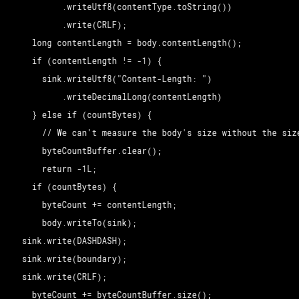 .writeUtf8(contentType.toString())
.write(CRLF);
long contentLength = body.contentLength();
if (contentLength != -1) {
sink.writeUtf8("Content-Length: ")
.writeDecimalLong(contentLength)
} else if (countBytes) {
// We can't measure the body's size without the size
byteCountBuffer.clear();
return -1L;
if (countBytes) {
byteCount += contentLength;
body.writeTo(sink);
sink.write(DASHDASH);
sink.write(boundary);
sink.write(CRLF);
byteCount += byteCountBuffer.size();